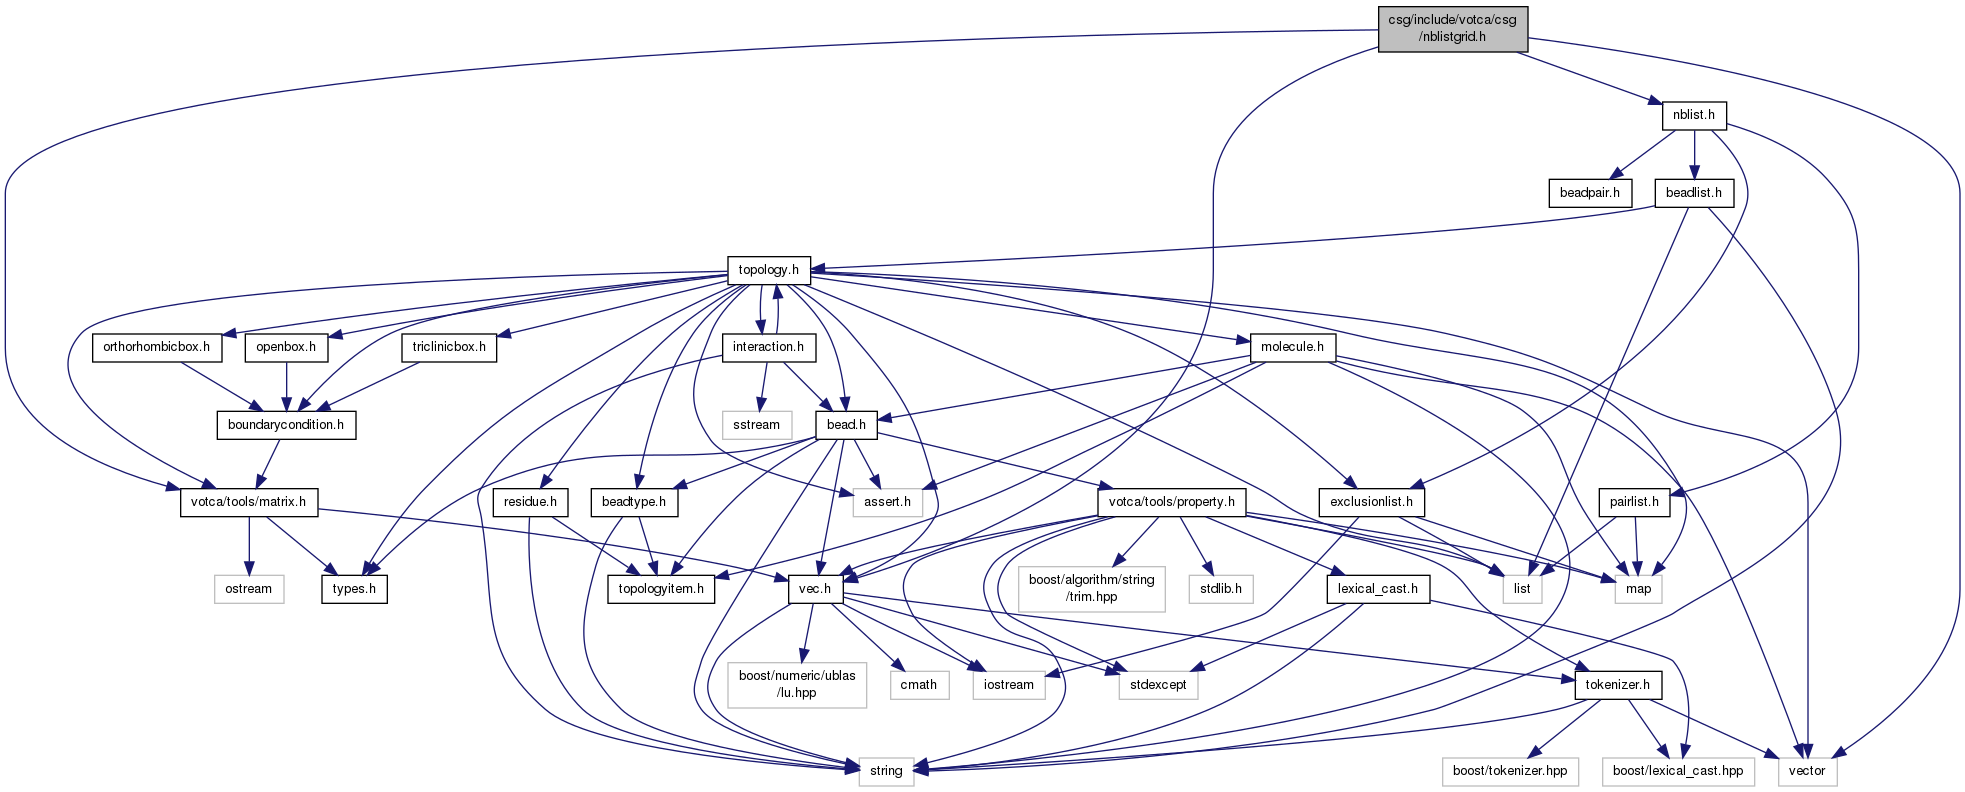 csg/include/votca/csg
/nblistgrid.h
nblist.h
beadpair.h
beadlist.h
topology.h
orthorhombicbox.h
openbox.h
triclinicbox.h
interaction.h
molecule.h
boundarycondition.h
sstream
bead.h
votca/tools/matrix.h
residue.h
beadtype.h
assert.h
votca/tools/property.h
exclusionlist.h
pairlist.h
ostream
types.h
topologyitem.h
vec.h
boost/algorithm/string
/trim.hpp
stdlib.h
lexical_cast.h
list
map
boost/numeric/ublas
/lu.hpp
cmath
iostream
stdexcept
tokenizer.h
string
boost/tokenizer.hpp
boost/lexical_cast.hpp
vector